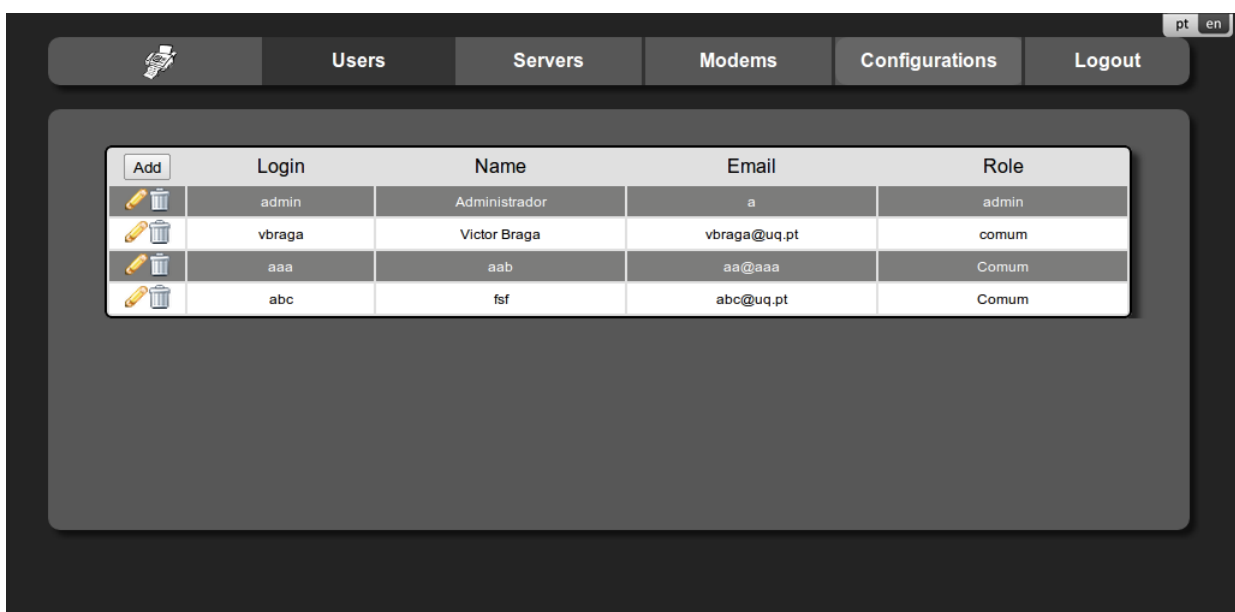 pt en
Users Servers Modems Configurations Logout
Add Login Name Email Role
admin Administrador a admin
vbraga Victor Braga vbraga@uq.pt comum
aaa aab aa@aaa Comum
abc fsf abc@uq.pt Comum